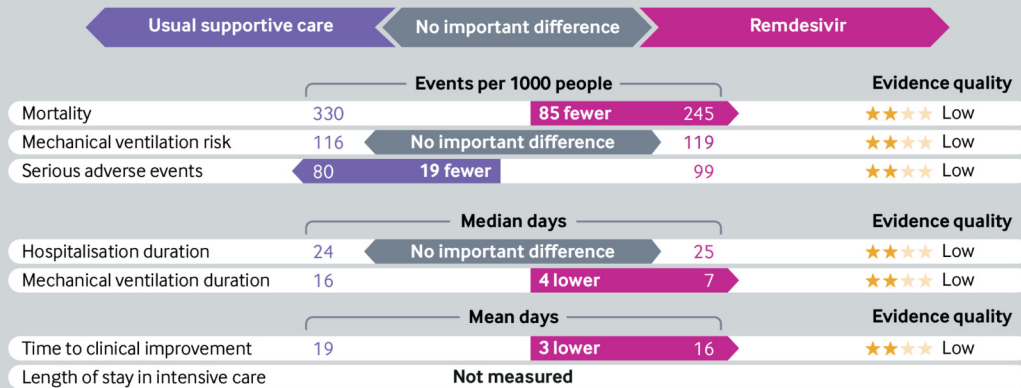 Usual supportive care No important difference Remdesivir
Events per 1000 people Evidence quality
Mortality 330 85 fewer 245 Low
Mechanical ventilation risk 116 No important difference 119 Low
Serious adverse events 80 19 fewer 99 Low
Median days Evidence quality
Hospitalisation duration 24 No important difference 25 Low
Mechanical ventilation duration 16 4 lower 7 Low
Mean days Evidence quality
Time to clinical improvement 19 3 lower 16 Low
Length of stay in intensive care Not measured